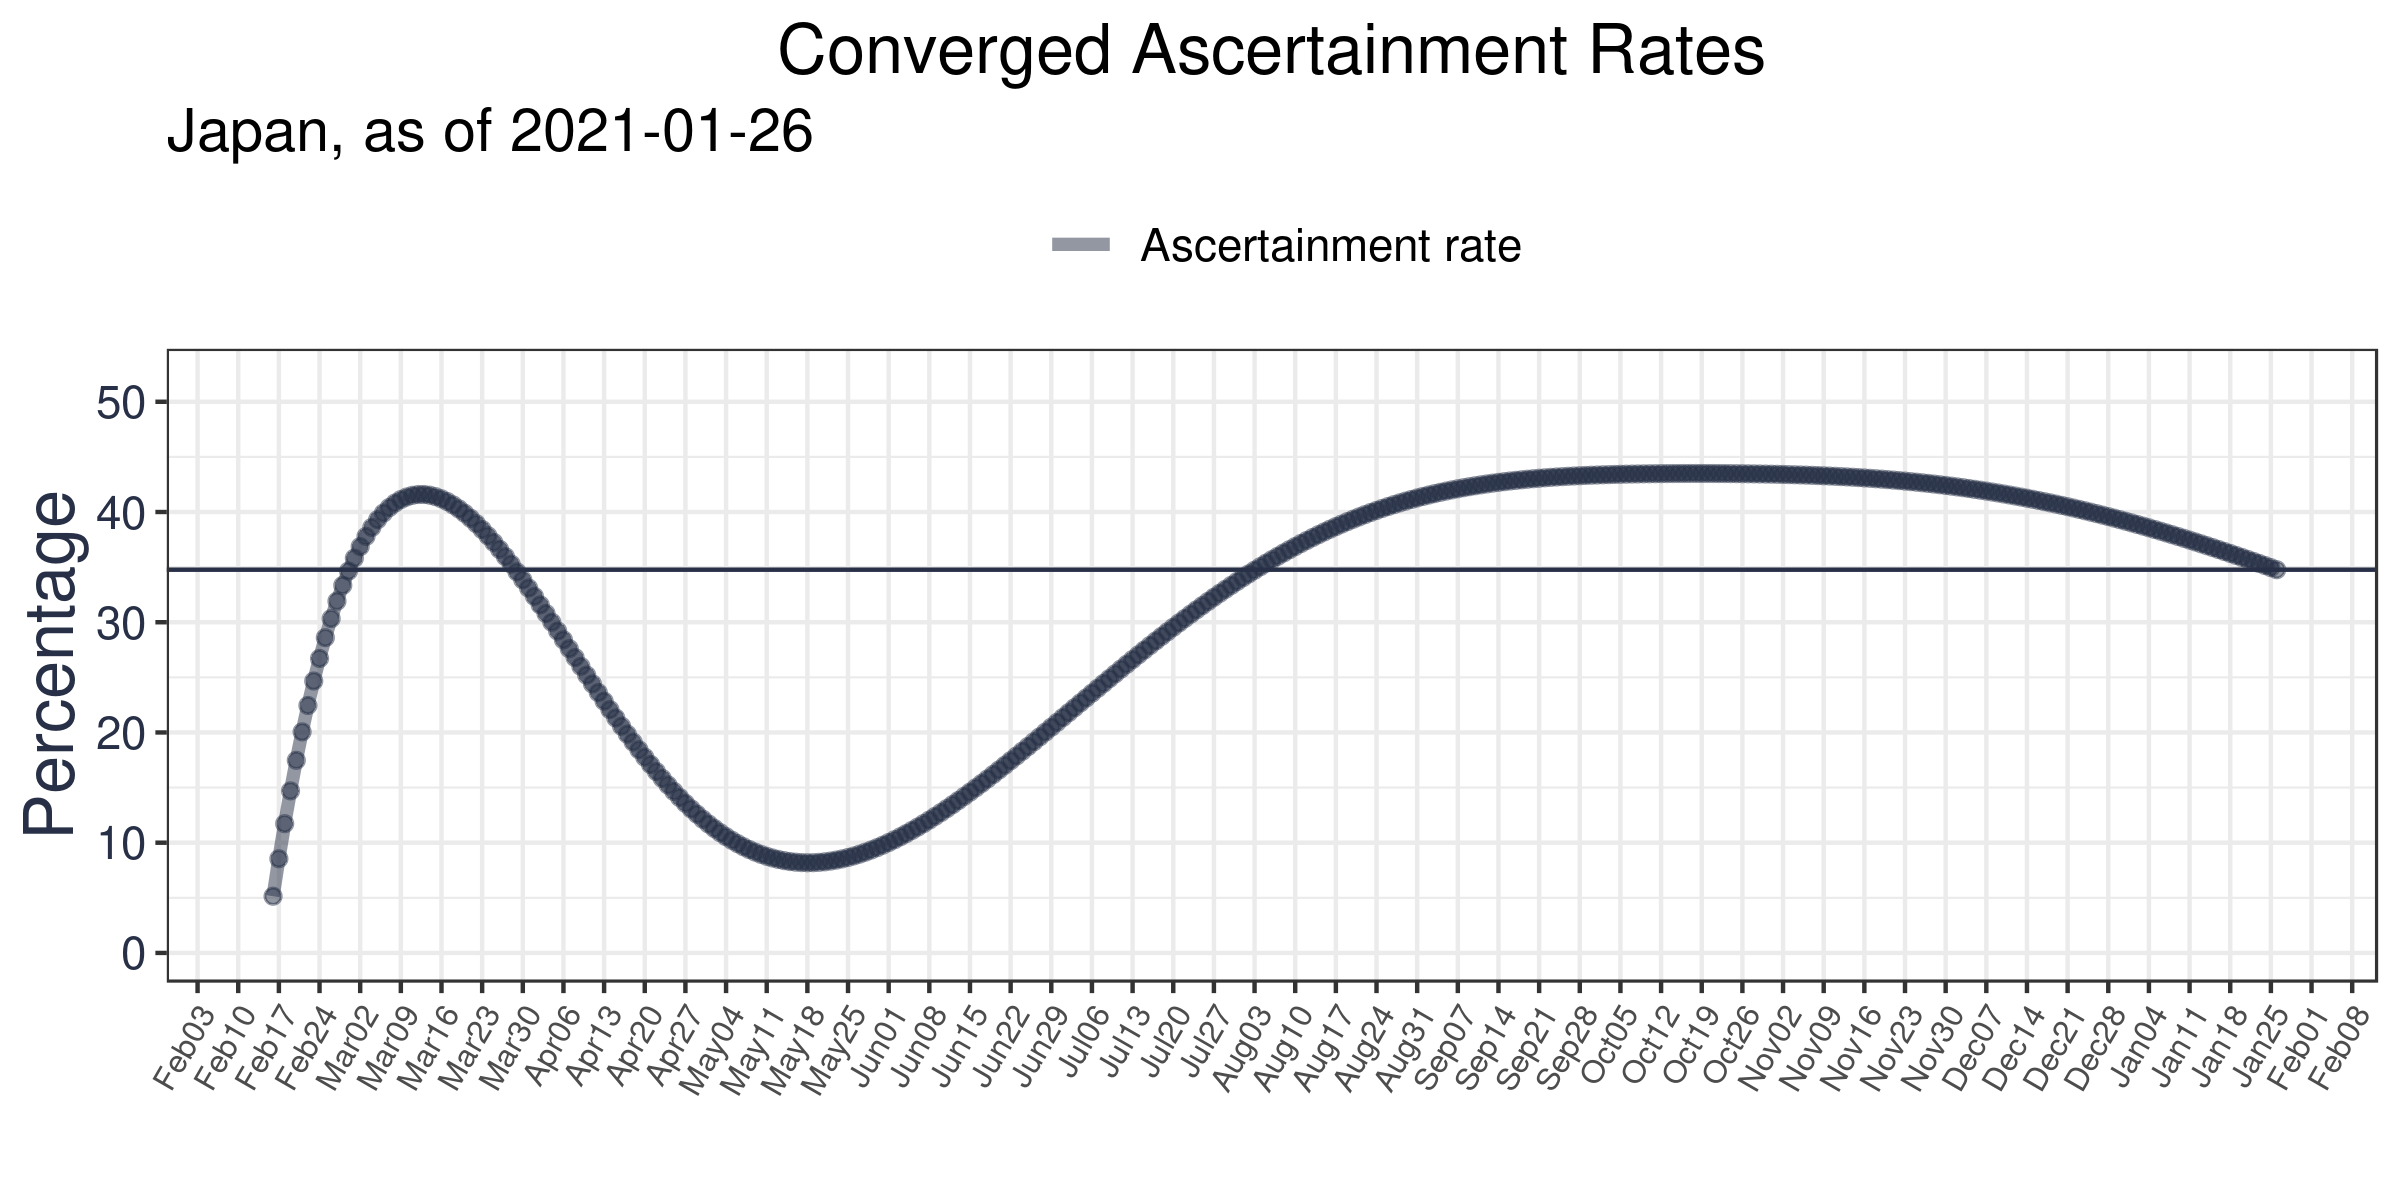 Converged Ascertainment Rates
Japan, as of 2021-01-26
Ascertainment rate
Percentage
50
40
30
20
10
0
Feb03
Feb10
Feb17
Feb24
Mar02
Mar09
Mar16
Mar23
Mar30
Apr06
Apr13
Apr20
Apr27
May04
May11
May18
May25
Jun01
Jun08
Jun15
Jun22
Jun29
Jul06
Jul13
Jul20
Jul27
Aug03
Aug10
Aug17
Aug24
Aug31
Sep07
Sep14
Sep21
Sep28
Oct05
Oct12
Oct19
Oct26
Nov02
Nov09
Nov16
Nov23
Nov30
Dec07
Dec14
Dec21
Dec28
Jan04
Jan11
Jan18
Jan25
Feb01
Feb08